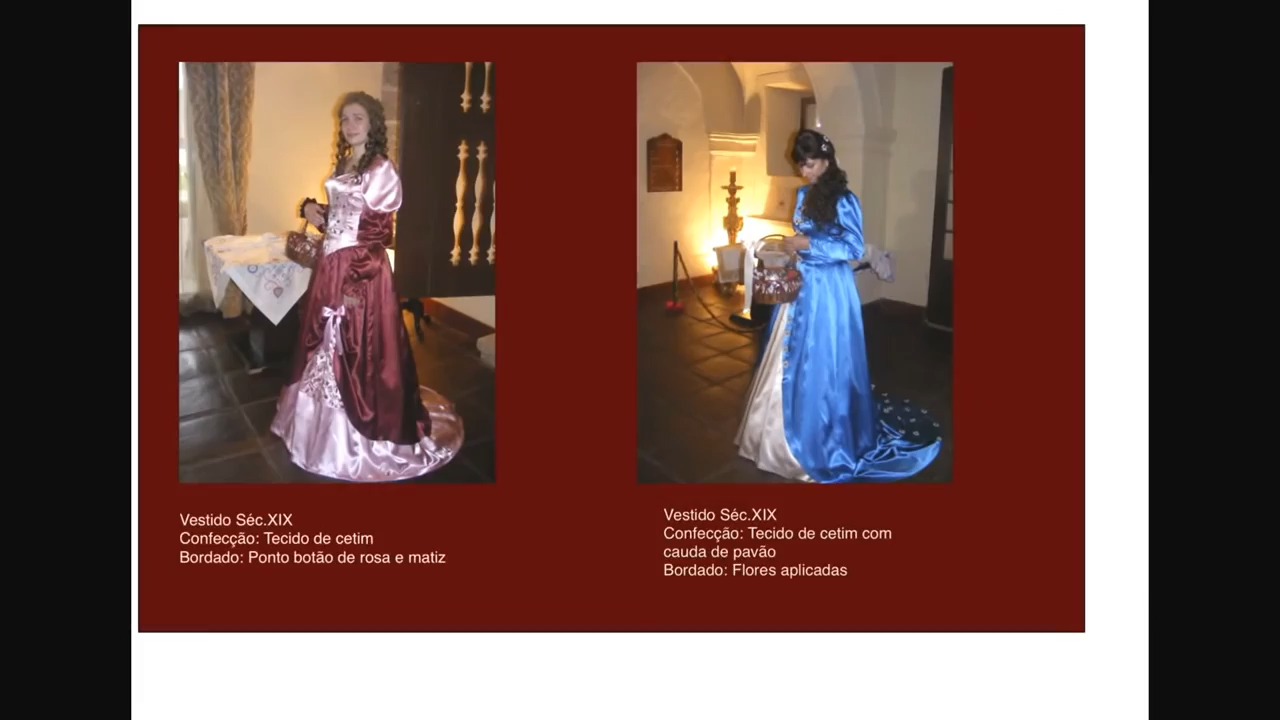 Vestido Séc.XIX
Confecção: Tecido de cetim
Bordado: Ponto botão de rosa e matiz
Vestido Séc.XIX
Confecção: Tecido de cetim com
cauda de pavão
Bordado: Flores aplicadas